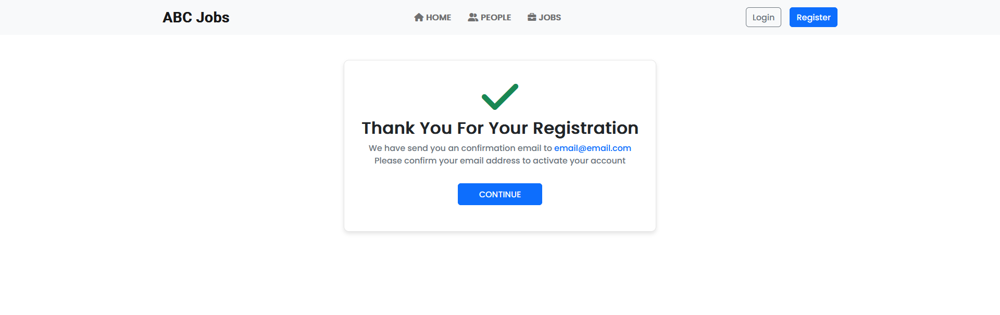 ABC Jobs
HOME
PEOPLE
JOBS
Login
Register
Thank You For Your Registration
We have send you an confirmation email to email@email.com
Please confirm your email address to activate your account
CONTINUE